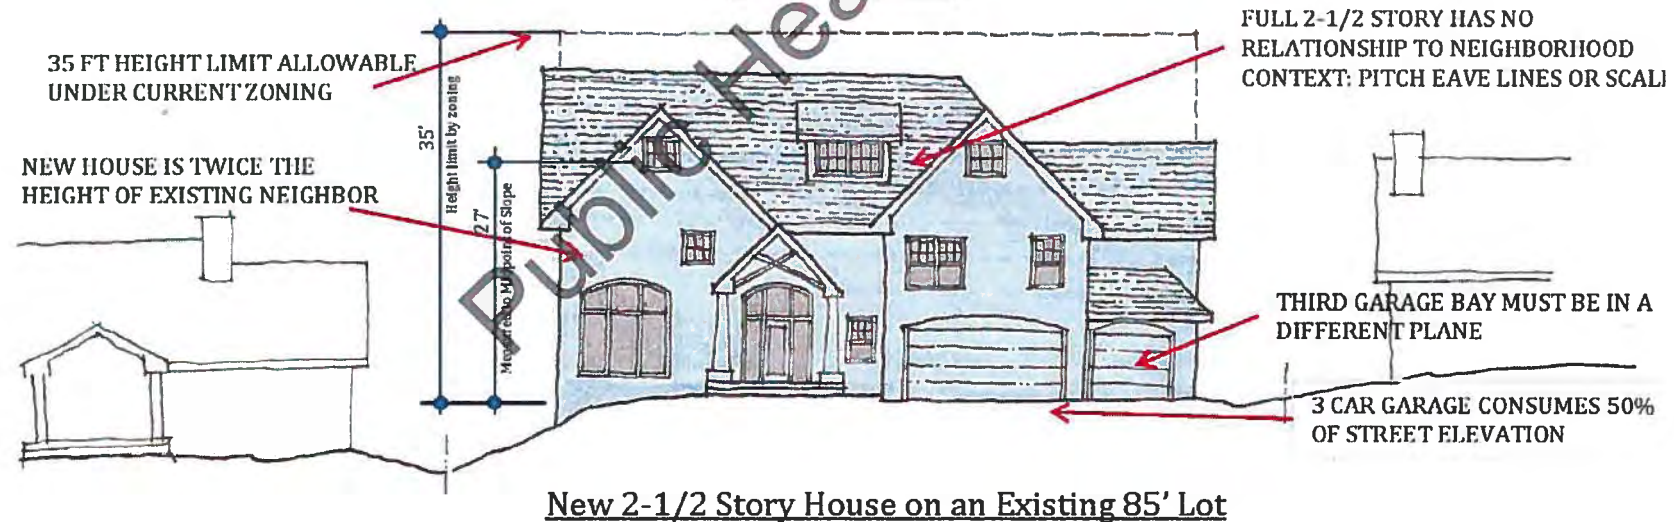 35 FT HEIGHT LIMIT ALLOWABLE
UNDER CURRENT ZONING
NEW HOUSE IS TWICE THE
HEIGHT OF EXISTING NEIGHBOR
35'
Height limit by zoning
27'
Measured to Midpoint of Slope
Public Hea
FULL 2-1/2 STORY HAS NO
RELATIONSHIP TO NEIGHBORHOOD
CONTEXT: PITCH EAVE LINES OR SCAL
THIRD GARAGE BAY MUST BE IN A
DIFFERENT PLANE
3 CAR GARAGE CONSUMES 50%
OF STREET ELEVATION
New 2-1/2 Story House on an Existing 85' Lot